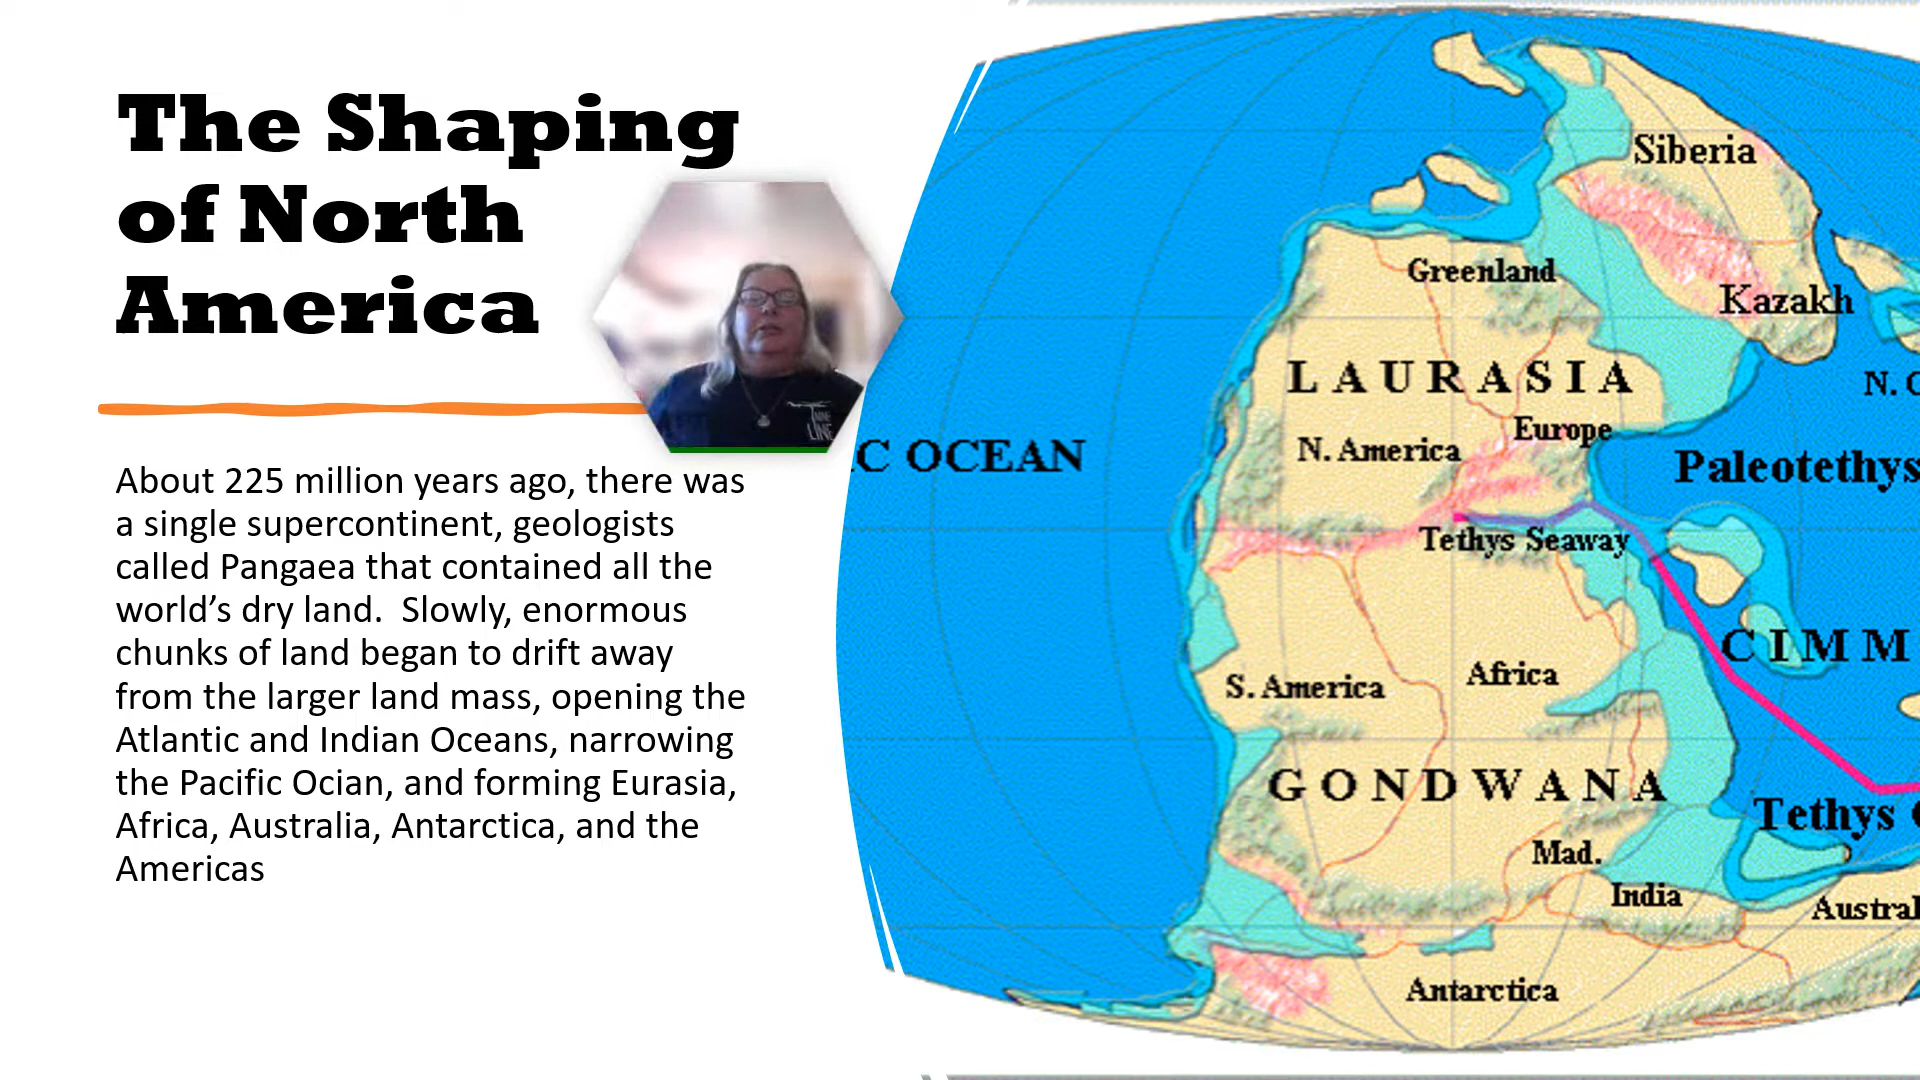 The Shaping
of North
America
About 225 million years ago, there was
a single supercontinent, geologists
called Pangaea that contained all the
world's dry land.  Slowly, enormous
chunks of land began to drift away
from the larger land mass, opening the
Atlantic and Indian Oceans, narrowing
the Pacific Ocian, and forming Eurasia,
Africa, Australia, Antarctica, and the
Americas
LINE
Siberia
Greenland
Kazakh
LAURASIA
N. C
Europe
N. America
C OCEAN
Paleotethys
Tethys Seaway
CIMM
Africa
S. America
GONDWANA
Tethys
Mad.
India
Austral
Antarctica